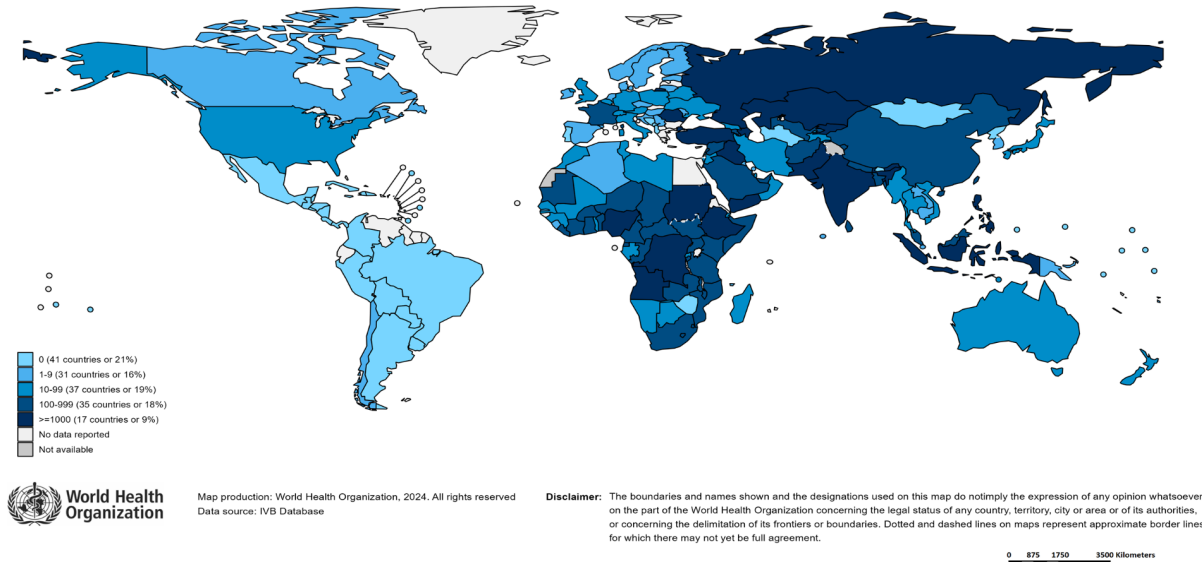 0 (41 countries or 21%)
1-9 (31 countries or 16%)
10-99 (37 countries or 19%)
100-999 (35 countries or 18%)
>=1000 (17 countries or 9%)
No data reported
Not available
World Health
Organization
Map production: World Health Organization, 2024. All rights reserved
Data source: IVB Database
Disclaimer: The boundaries and names shown and the designations used on this map do notimply the expression of any opinion whatsoever
on the part of the World Health Organization concerning the legal status of any country, territory, city or area or of its authorities,
or concerning the delimitation of its frontiers or boundaries. Dotted and dashed lines on maps represent approximate border lines
for which there may not yet be full agreement.
0 875 1750 3500 Kilometers